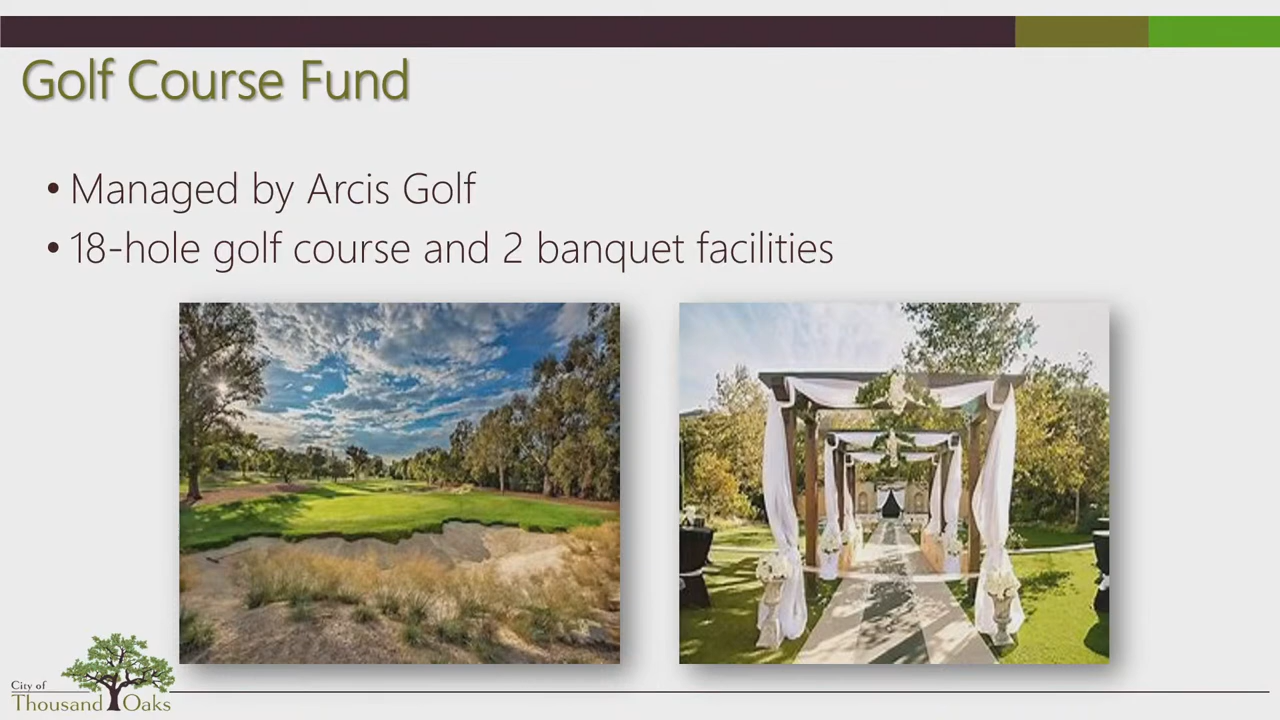 Golf Course Fund
• Managed by Arcis Golf
• 18-hole golf course and 2 banquet facilities
City of
Thousand Oaks